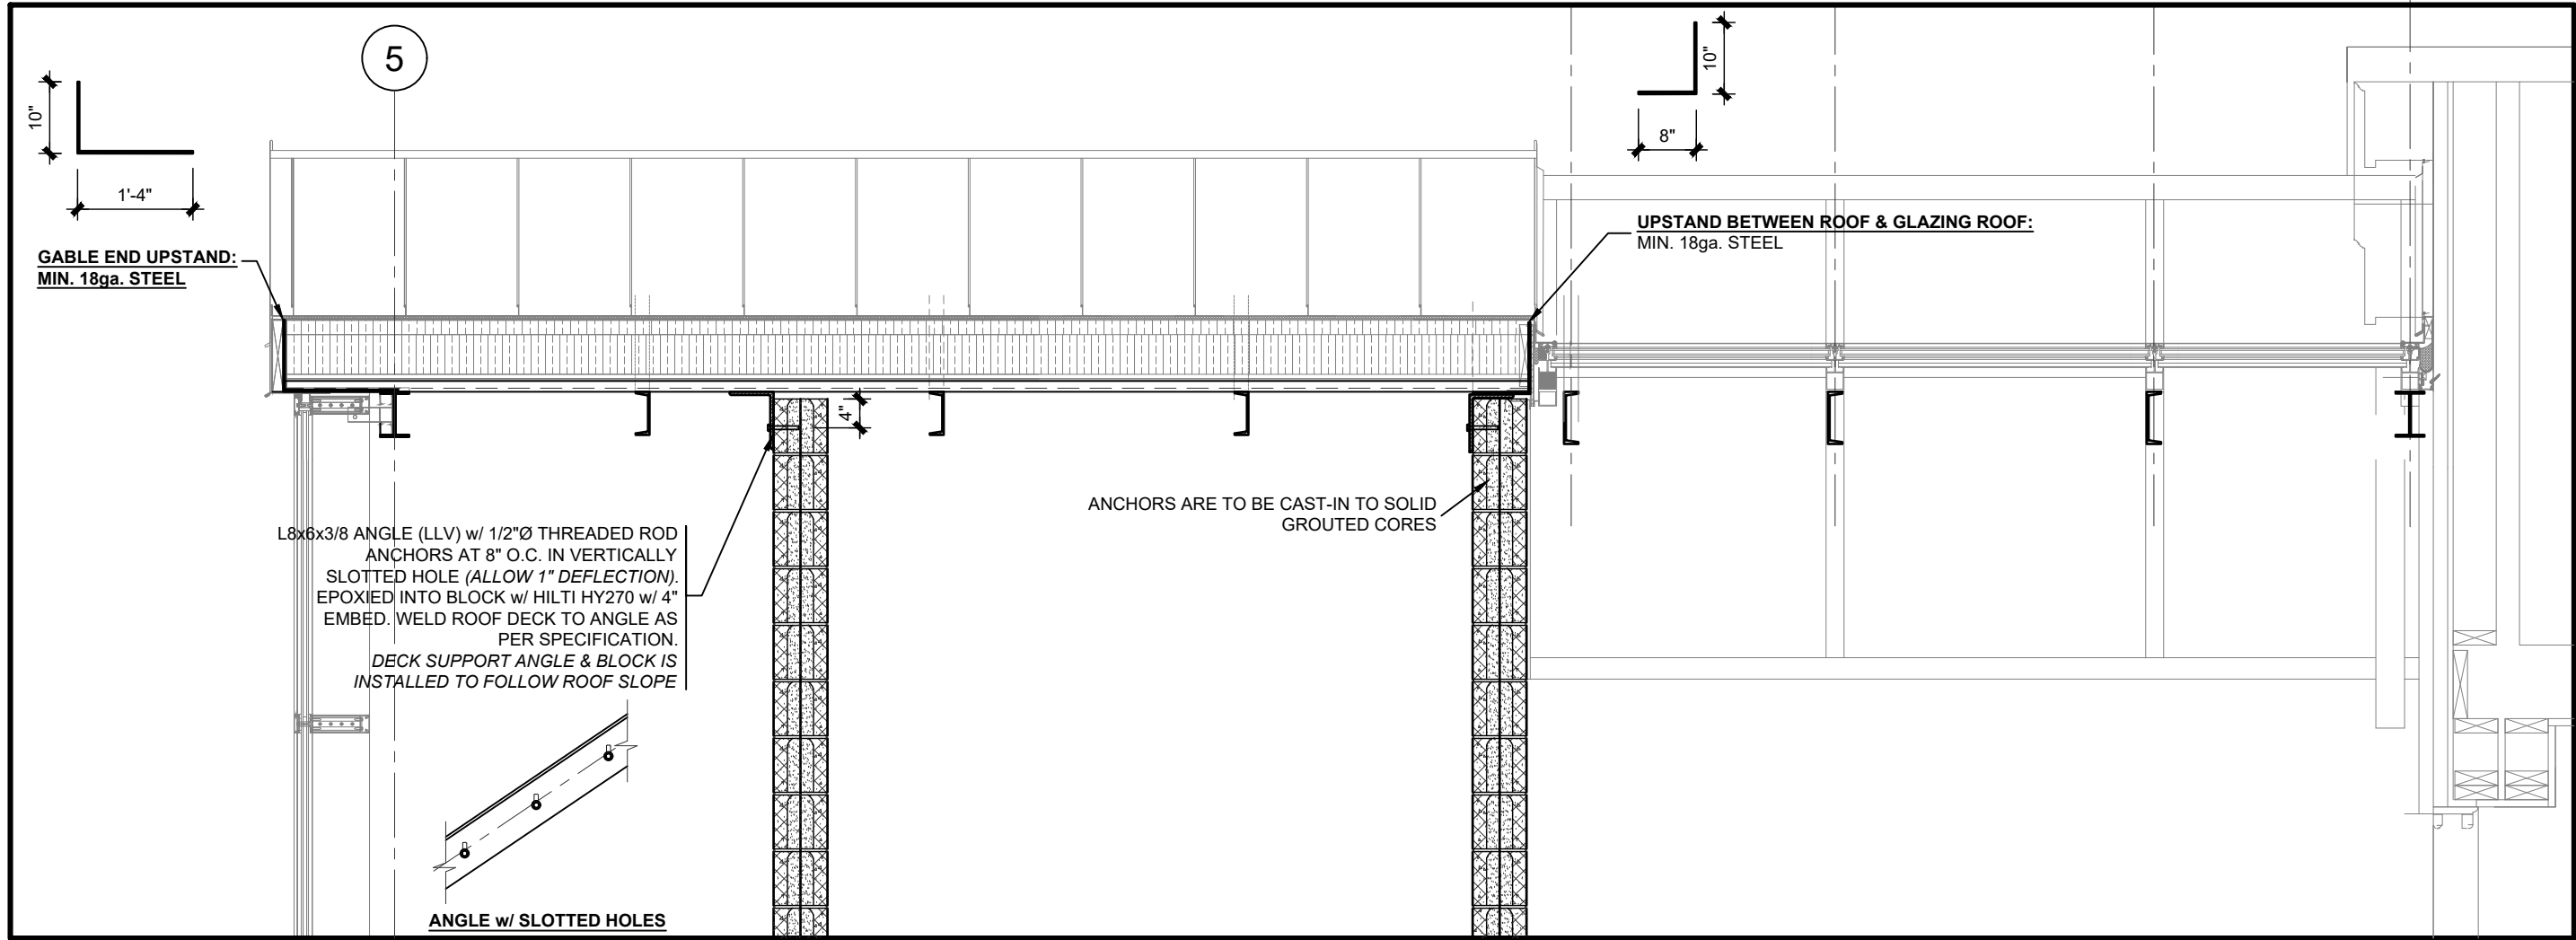 5
10"
1'-4"
10"
8"
GABLE END UPSTAND:
MIN. 18ga. STEEL
UPSTAND BETWEEN ROOF & GLAZING ROOF:
MIN. 18ga. STEEL
4"
L8x6x3/8 ANGLE (LLV) w/ 1/2"Ø THREADED ROD
ANCHORS AT 8" O.C. IN VERTICALLY
SLOTTED HOLE (ALLOW 1" DEFLECTION).
EPOXIED INTO BLOCK w/ HILTI HY270 w/ 4"
EMBED. WELD ROOF DECK TO ANGLE AS
PER SPECIFICATION.
DECK SUPPORT ANGLE & BLOCK IS
INSTALLED TO FOLLOW ROOF SLOPE
ANCHORS ARE TO BE CAST-IN TO SOLID
GROUTED CORES
ANGLE w/ SLOTTED HOLES